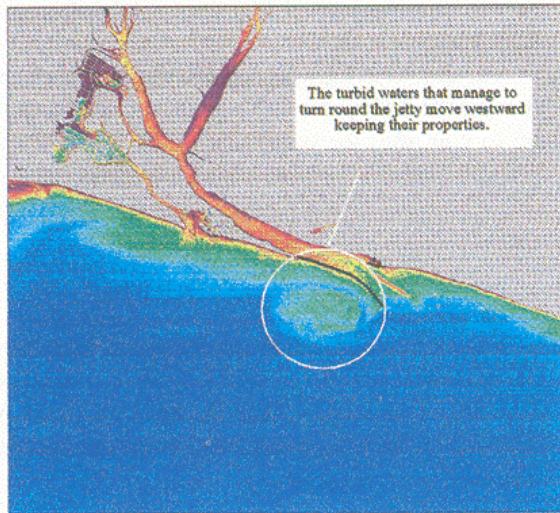 The turbid waters that manage to
turn round the jetty move westward
keeping their properties.